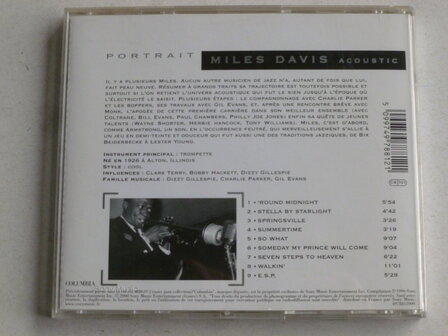 PORTRAIT MILES DAVIS ACOUSTIC
IL Y A PLUSIEURS MILES. AUCUN AUTRE MUSICIEN DE JAZZ N'A, AUTANT DE FOIS QUE LUI,
FAIT PEAU NEUVE. RÉSUMER À GRANDS TRAITS SA TRAJECTOIRE EST TOUTEFOIS POSSIBLE ET
SURTOUT SI L'ON RETIENT L'UNIVERS ACOUSTIQUE QUI FUT LE SIEN JUSQU'À L'ÉPOQUE OÙ
L'ÉLECTRICITÉ LE SAISIT. PLUSIEURS ÉTAPES : LE COMPAGNONNAGE AVEC CHARLIE PARKER
ET LES BOPPERS, SES TRAVAUX AVEC GIL EVANS, ET, APRÈS UNE RENCONTRE BRÈVE AVEC
MONK, L'APOGÉE DE CETTE PREMIÈRE CARRIÈRE DANS SON MEILLEUR ENSEMBLE (AVEC
COLTRANE, BILL EVANS, PAUL CHAMBERS, PHILLY JOE JONES) ENFIN SA QUÊTE DE JEUNES
TALENTS (WAYNE SHORTER, HERBIE HANCOCK, TONY WILLIAMS). MILES, C'EST D'ABORD,
COMME ARMSTRONG, UN SON, EN L'OCCURRENCE FEUTRÉ, QUI MERVEILLEUSEMENT S'ALLIE À
UN JEU EN DEMI-TEINTE ET DOUCEUR QUI FUT AUSSI UNE DES TRADITIONS JAZZIQUES, DE BIX
BEIDERBECKE À LESTER YOUNG.
INSTRUMENT PRINCIPAL : TROMPETTE
NÉ EN 1926 À ALTON, ILLINOIS
STYLE : COOL
INFLUENCES : CLARK TERRY, BOBBY HACKETT, DIZZY GILLESPIE
FAMILLE MUSICALE : DIZZY GILLESPIE, CHARLIE PARKER, GIL EVANS
5 099749 778121
1 • 'ROUND MIDNIGHT 5'54
2 • STELLA BY STARLIGHT 4'42
3 • SPRINGSVILLE 3'26
4 • SUMMERTIME 3'19
5 • SO WHAT 9'07
6 • SOMEDAY MY PRINCE WILL COME 9'04
7 • SEVEN STEPS TO HEAVEN 6'22
8 • WALKIN' 11'01
9 • E.S.P. 5'29
COLUMBIA